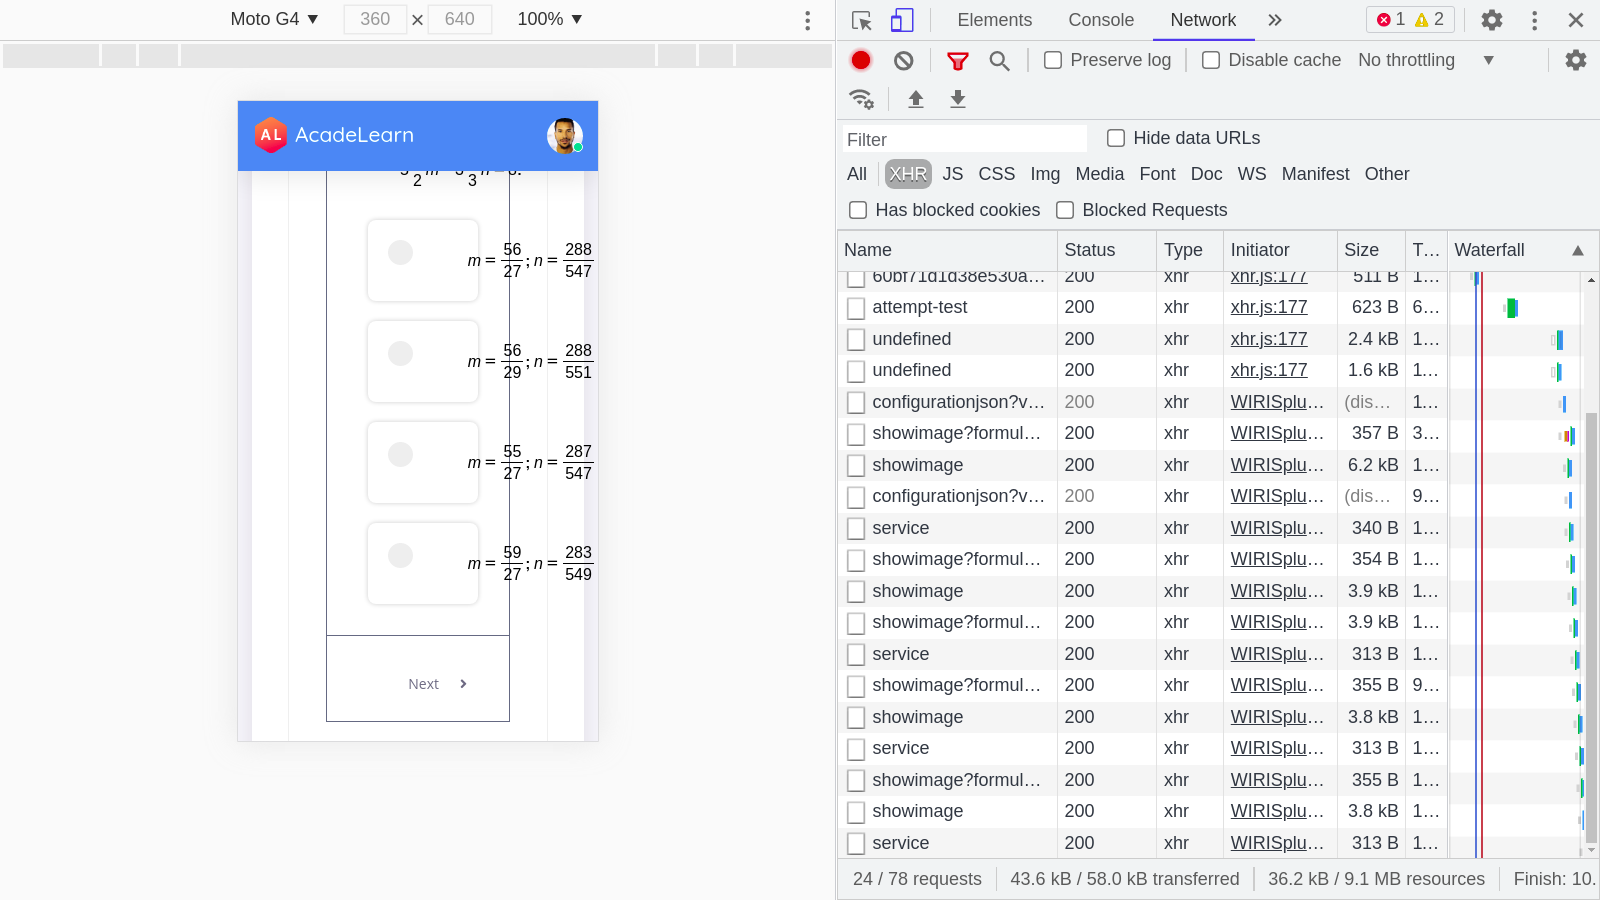 Moto G4 ▼ 360 × 640 100% ▼
AL AcadeLearn
2 3
m = 56/27 ; n = 288/547
m = 56/29 ; n = 288/551
m = 55/27 ; n = 287/547
m = 59/27 ; n = 283/549
Next
Elements Console Network » 1 2
Preserve log Disable cache No throttling ▼
Filter Hide data URLs
All XHR JS CSS Img Media Font Doc WS Manifest Other
Has blocked cookies Blocked Requests
Name Status Type Initiator Size T… Waterfall ▲
60bf71d1d38e530a… 200 xhr xhr.js:177 511 B 1…
attempt-test 200 xhr xhr.js:177 623 B 6…
undefined 200 xhr xhr.js:177 2.4 kB 1…
undefined 200 xhr xhr.js:177 1.6 kB 1…
configurationjson?v… 200 xhr WIRISplu… (dis… 1…
showimage?formul… 200 xhr WIRISplu… 357 B 3…
showimage 200 xhr WIRISplu… 6.2 kB 1…
configurationjson?v… 200 xhr WIRISplu… (dis… 9…
service 200 xhr WIRISplu… 340 B 1…
showimage?formul… 200 xhr WIRISplu… 354 B 1…
showimage 200 xhr WIRISplu… 3.9 kB 1…
showimage?formul… 200 xhr WIRISplu… 3.9 kB 1…
service 200 xhr WIRISplu… 313 B 1…
showimage?formul… 200 xhr WIRISplu… 355 B 9…
showimage 200 xhr WIRISplu… 3.8 kB 1…
service 200 xhr WIRISplu… 313 B 1…
showimage?formul… 200 xhr WIRISplu… 355 B 1…
showimage 200 xhr WIRISplu… 3.8 kB 1…
service 200 xhr WIRISplu… 313 B 1…
24 / 78 requests 43.6 kB / 58.0 kB transferred 36.2 kB / 9.1 MB resources Finish: 10.